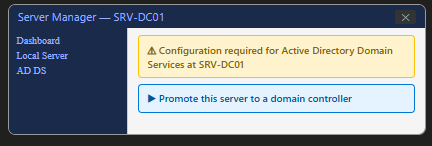 Server Manager — SRV-DC01
Dashboard
Local Server
AD DS
⚠ Configuration required for Active Directory Domain
Services at SRV-DC01
▶ Promote this server to a domain controller